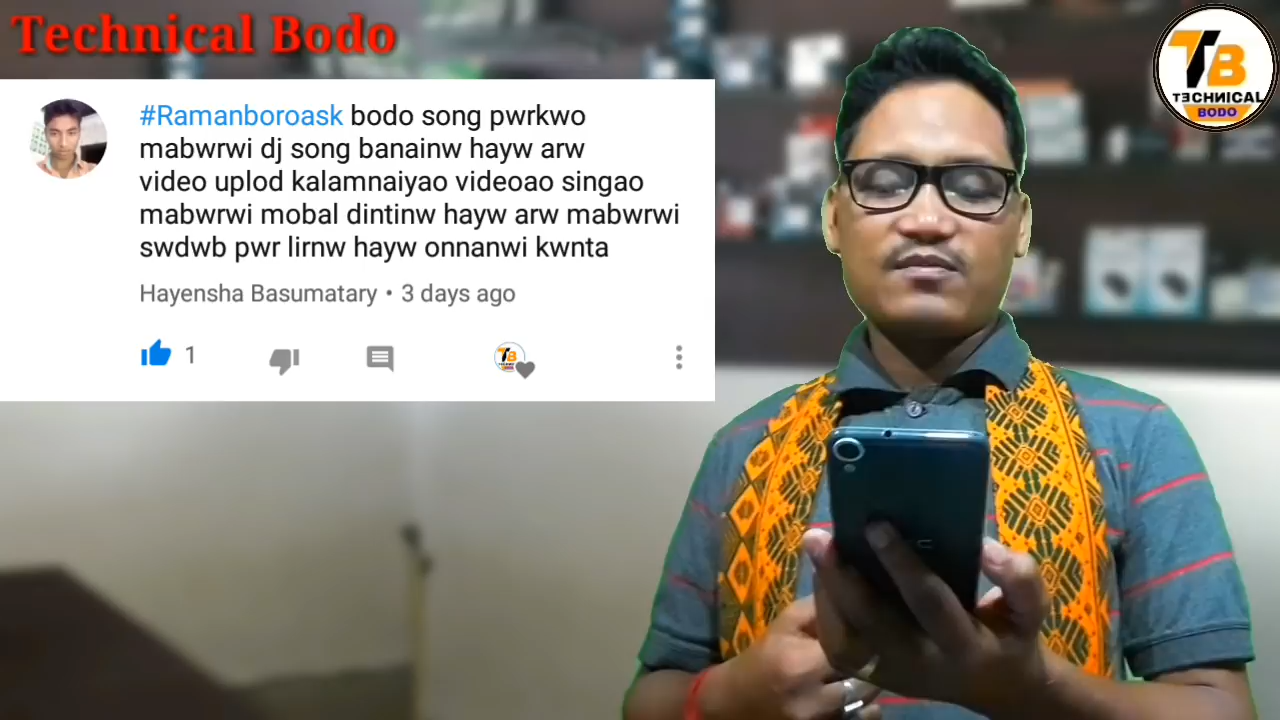 Technical Bodo
#Ramanboroask bodo song pwrkwo
mabwrwi dj song banainw hayw arw
video uplod kalamnaiyao videoao singao
mabwrwi mobal dintinw hayw arw mabwrwi
swdwb pwr lirnw hayw onnanwi kwnta
Hayensha Basumatary • 3 days ago
1
TB
TECHNICAL
BODO